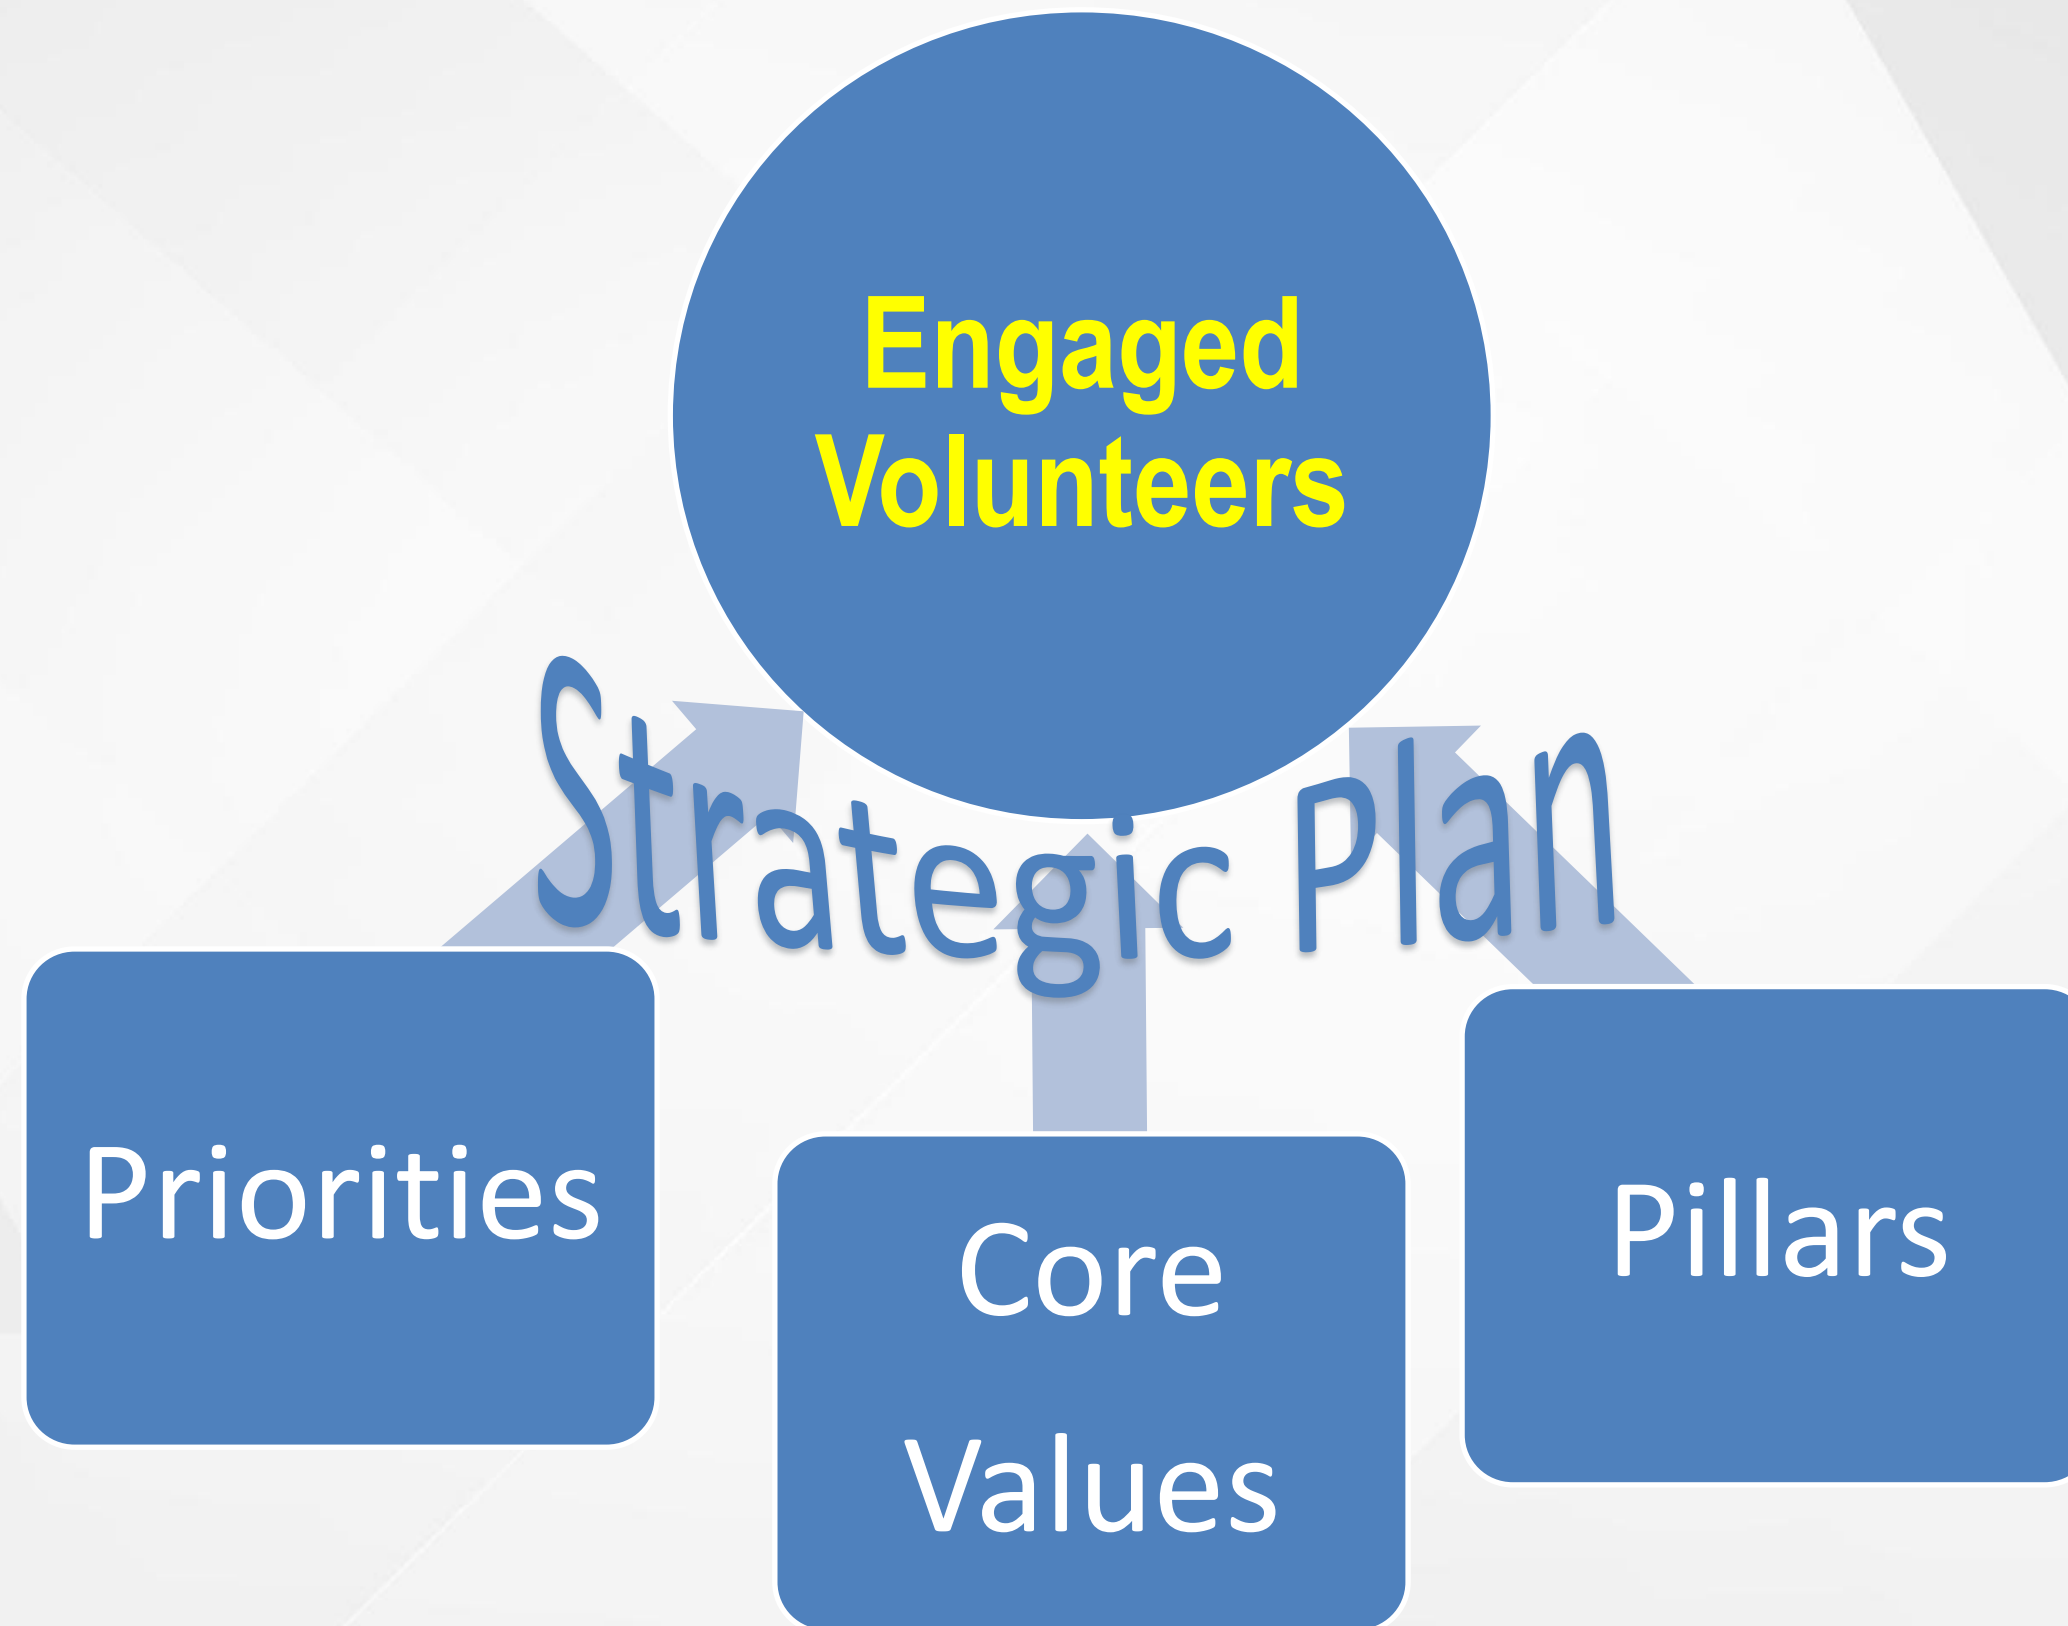 Engaged
Volunteers
Strategic Plan
Priorities
Core
Values
Pillars